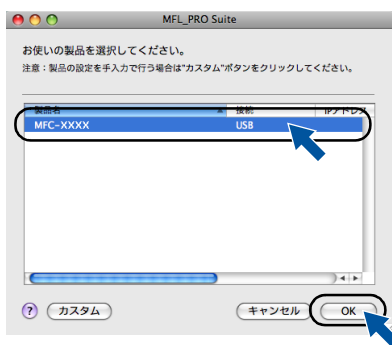 MFL_PRO Suite
お使いの製品を選択してください。
注意：製品の設定を手入力で行う場合は"カスタム"ボタンをクリックしてください。
製品名 接続 IPアドレス
MFC-XXXX USB
? カスタム キャンセル OK